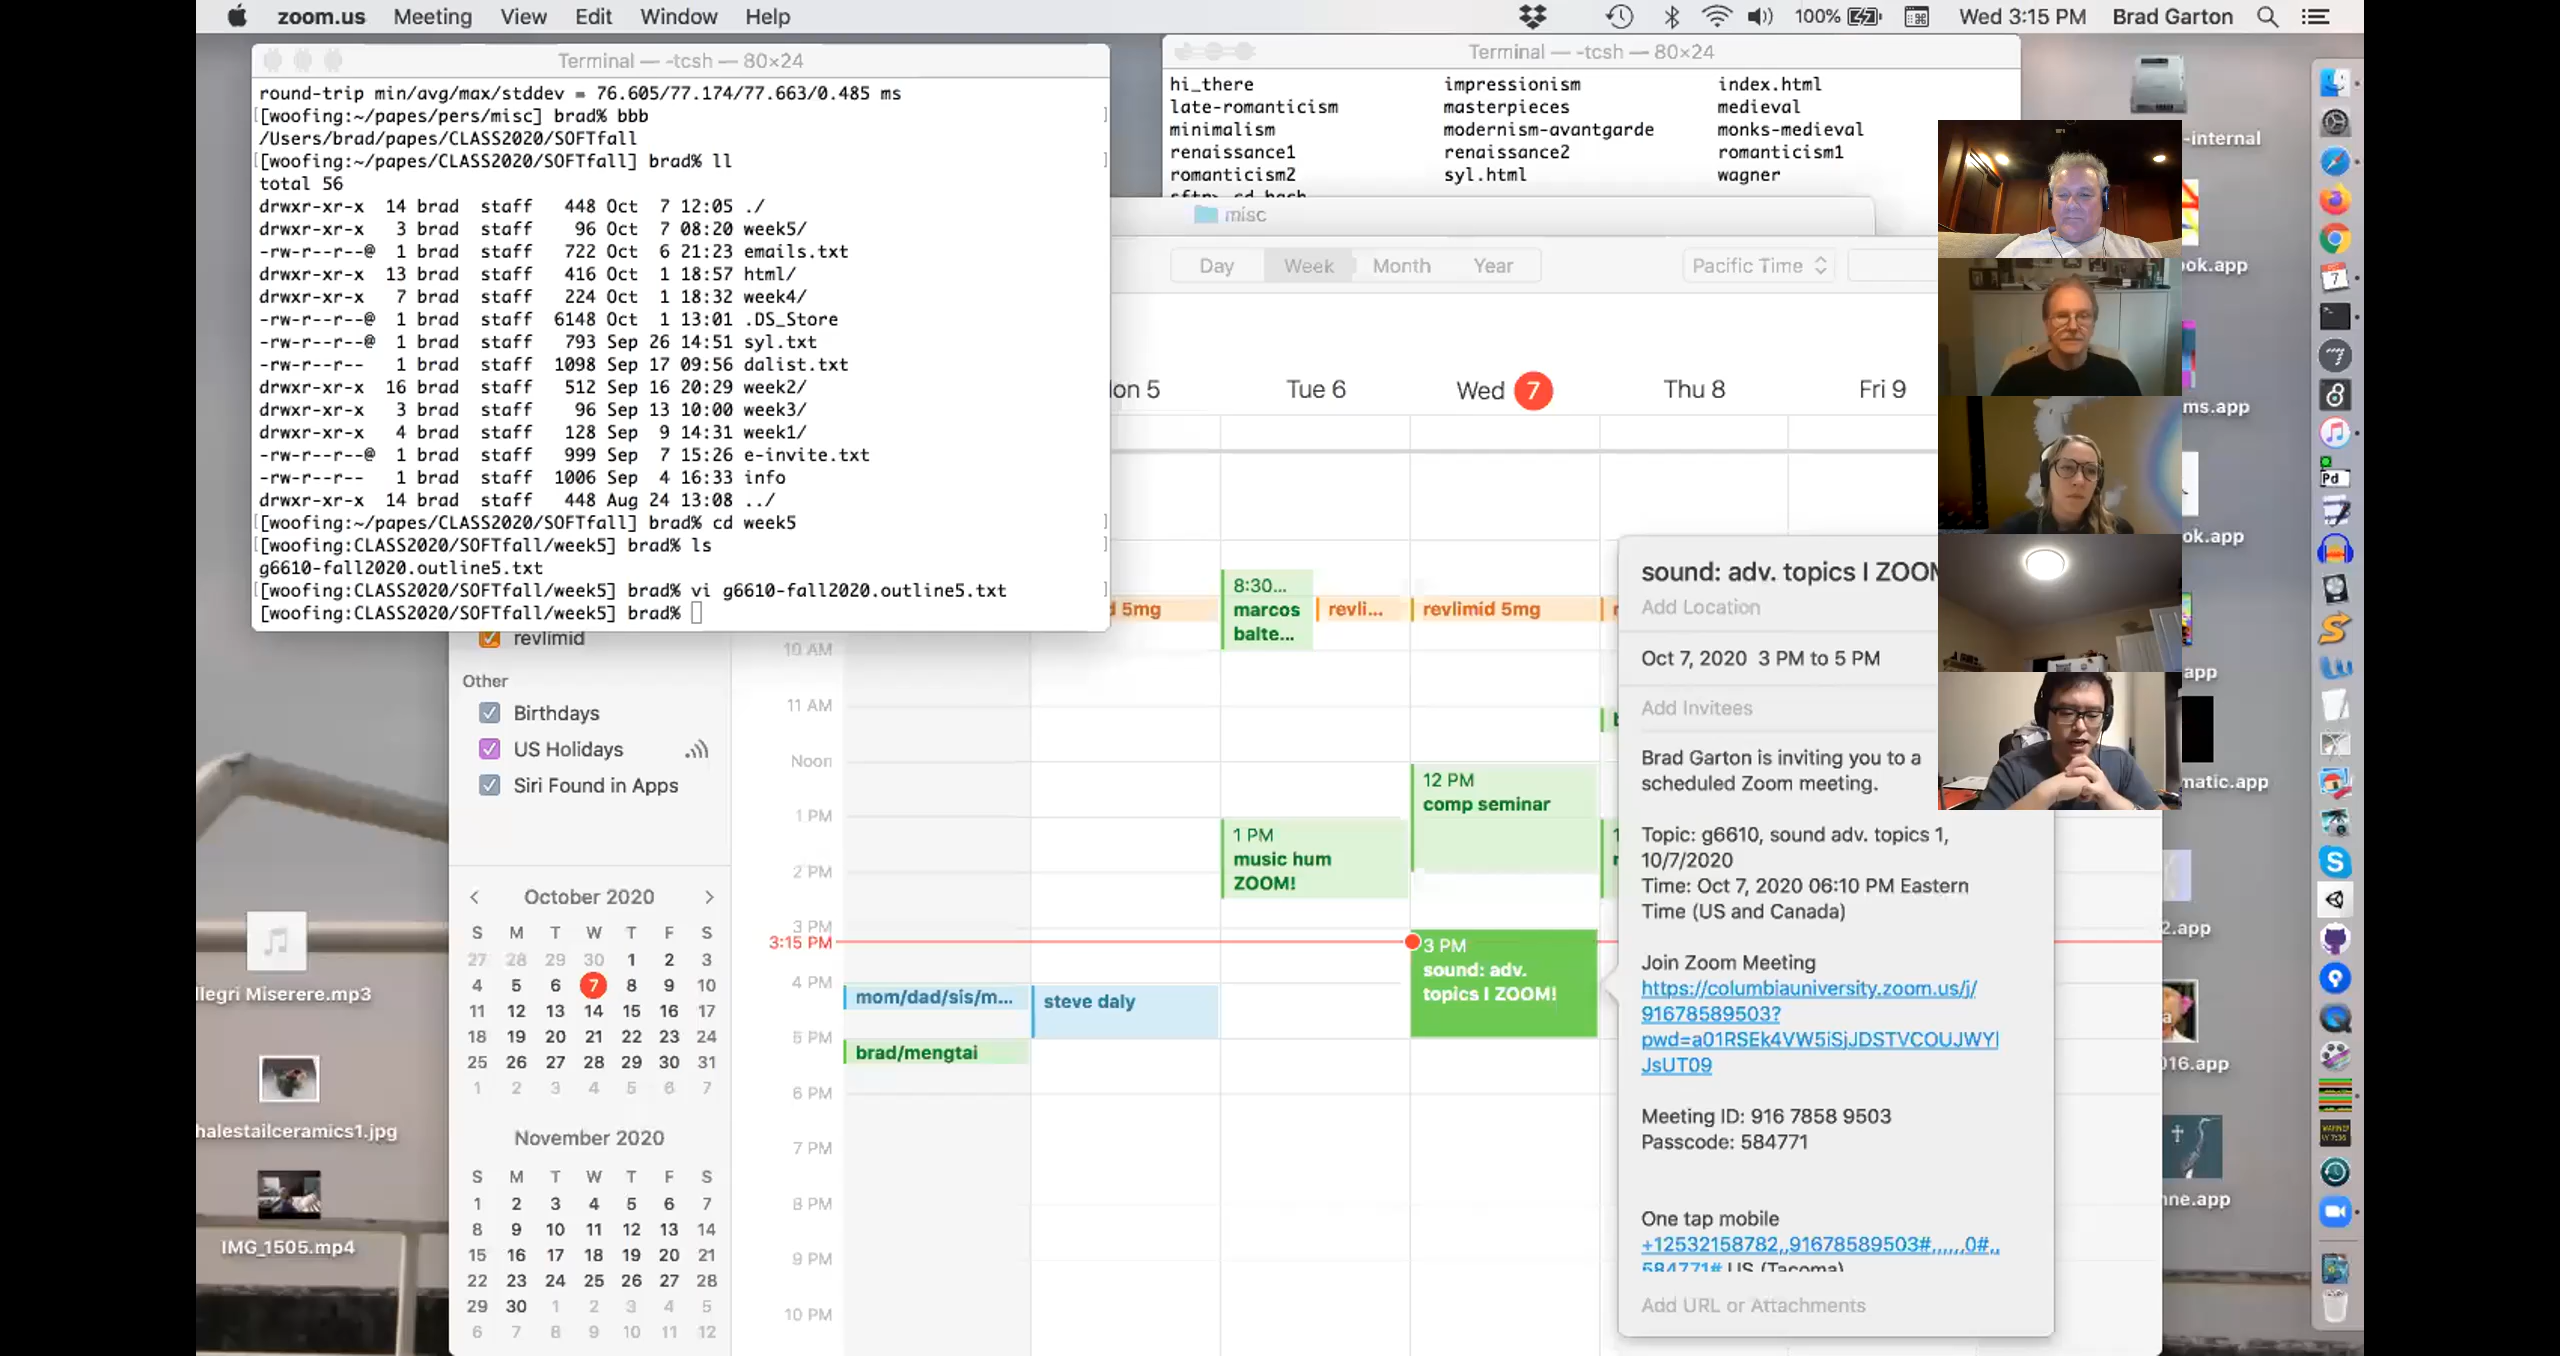 zoom.us Meeting View Edit Window Help 100% Wed 3:15 PM Brad Garton
Terminal — -tcsh — 80×24
round-trip min/avg/max/stddev = 76.605/77.174/77.663/0.485 ms
[woofing:~/papes/pers/misc] brad% bbb
/Users/brad/papes/CLASS2020/SOFTfall
[woofing:~/papes/CLASS2020/SOFTfall] brad% ll
total 56
drwxr-xr-x 14 brad staff 448 Oct 7 12:05 ./
drwxr-xr-x 3 brad staff 96 Oct 7 08:20 week5/
-rw-r--r--@ 1 brad staff 722 Oct 6 21:23 emails.txt
drwxr-xr-x 13 brad staff 416 Oct 1 18:57 html/
drwxr-xr-x 7 brad staff 224 Oct 1 18:32 week4/
-rw-r--r--@ 1 brad staff 6148 Oct 1 13:01 .DS_Store
-rw-r--r--@ 1 brad staff 793 Sep 26 14:51 syl.txt
-rw-r--r-- 1 brad staff 1098 Sep 17 09:56 dalist.txt
drwxr-xr-x 16 brad staff 512 Sep 16 20:29 week2/
drwxr-xr-x 3 brad staff 96 Sep 13 10:00 week3/
drwxr-xr-x 4 brad staff 128 Sep 9 14:31 week1/
-rw-r--r--@ 1 brad staff 999 Sep 7 15:26 e-invite.txt
-rw-r--r-- 1 brad staff 1006 Sep 4 16:33 info
drwxr-xr-x 14 brad staff 448 Aug 24 13:08 ../
[woofing:~/papes/CLASS2020/SOFTfall] brad% cd week5
[woofing:CLASS2020/SOFTfall/week5] brad% ls
g6610-fall2020.outline5.txt
[woofing:CLASS2020/SOFTfall/week5] brad% vi g6610-fall2020.outline5.txt
[woofing:CLASS2020/SOFTfall/week5] brad%
Terminal — -tcsh — 80×24
hi_there impressionism index.html
late-romanticism masterpieces medieval
minimalism modernism-avantgarde monks-medieval
renaissance1 renaissance2 romanticism1
romanticism2 syl.html wagner
sftp> cd bach
misc
Day Week Month Year Pacific Time
on 5 Tue 6 Wed 7 Thu 8 Fri 9
d 5mg
8:30...
marcos
balte...
revli...
revlimid 5mg
revlimid
Other
Birthdays
US Holidays
Siri Found in Apps
October 2020
S M T W T F S
27 28 29 30 1 2 3
4 5 6 7 8 9 10
11 12 13 14 15 16 17
18 19 20 21 22 23 24
25 26 27 28 29 30 31
1 2 3 4 5 6 7
November 2020
S M T W T F S
1 2 3 4 5 6 7
8 9 10 11 12 13 14
15 16 17 18 19 20 21
22 23 24 25 26 27 28
29 30 1 2 3 4 5
6 7 8 9 10 11 12
10 AM
11 AM
Noon
1 PM
2 PM
3 PM
3:15 PM
4 PM
5 PM
6 PM
7 PM
8 PM
9 PM
10 PM
12 PM
comp seminar
1 PM
music hum
ZOOM!
3 PM
sound: adv.
topics I ZOOM!
mom/dad/sis/m...
steve daly
brad/mengtai
sound: adv. topics I ZOOM
Add Location
Oct 7, 2020 3 PM to 5 PM
Add Invitees
Brad Garton is inviting you to a
scheduled Zoom meeting.
Topic: g6610, sound adv. topics 1,
10/7/2020
Time: Oct 7, 2020 06:10 PM Eastern
Time (US and Canada)
Join Zoom Meeting
https://columbiauniversity.zoom.us/j/
91678589503?
pwd=a01RSEk4VW5iSjJDSTVCOUJWYl
JsUT09
Meeting ID: 916 7858 9503
Passcode: 584771
One tap mobile
+12532158782,,91678589503#,,,,,,0#,,
584771# US (Tacoma)
Add URL or Attachments
llegri Miserere.mp3
halestailceramics1.jpg
IMG_1505.mp4
-internal
ok.app
ms.app
ok.app
app
matic.app
2.app
016.app
nne.app
Pd